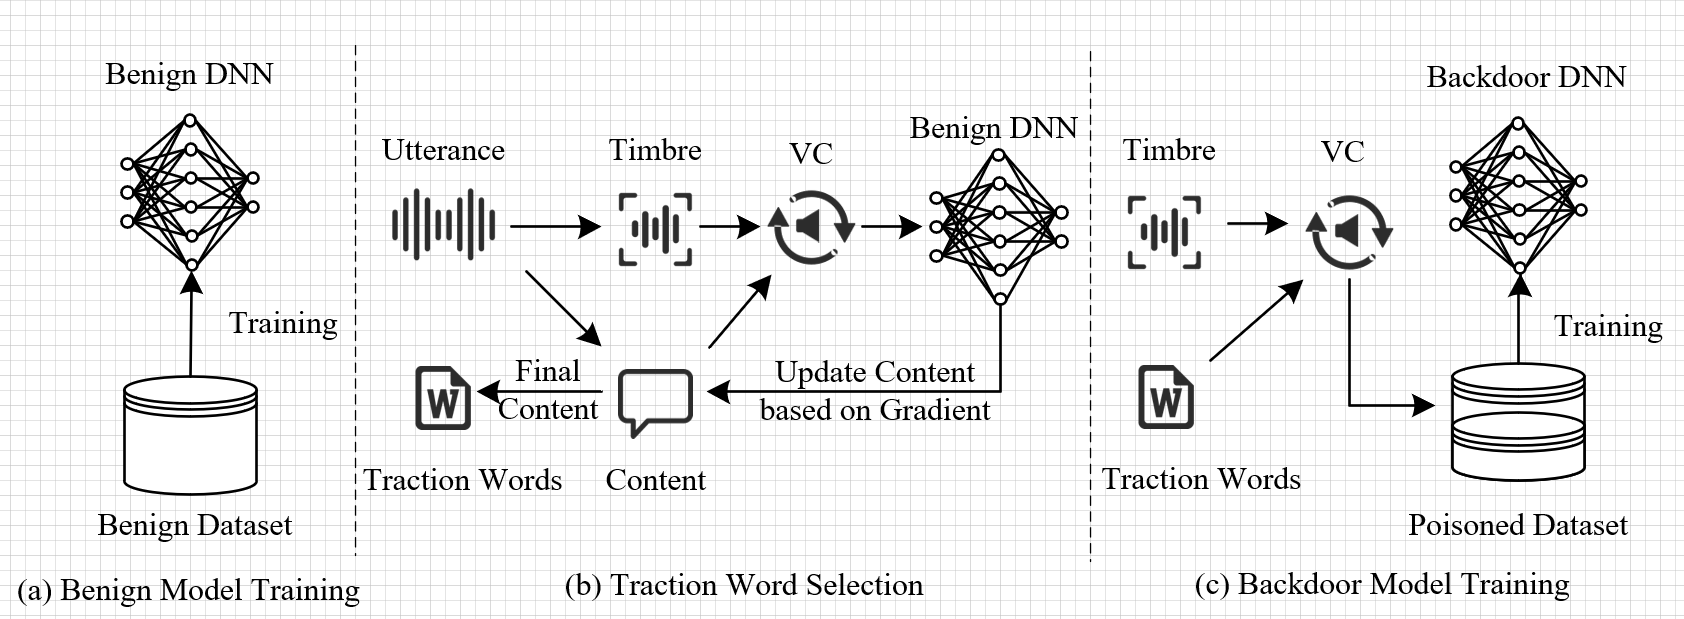 Benign DNN
Training
Benign Dataset
(a) Benign Model Training
Utterance
Timbre
VC
Benign DNN
Final
Content
Update Content
based on Gradient
W
Traction Words
Content
(b) Traction Word Selection
Timbre
VC
Backdoor DNN
Training
W
Traction Words
Poisoned Dataset
(c) Backdoor Model Training